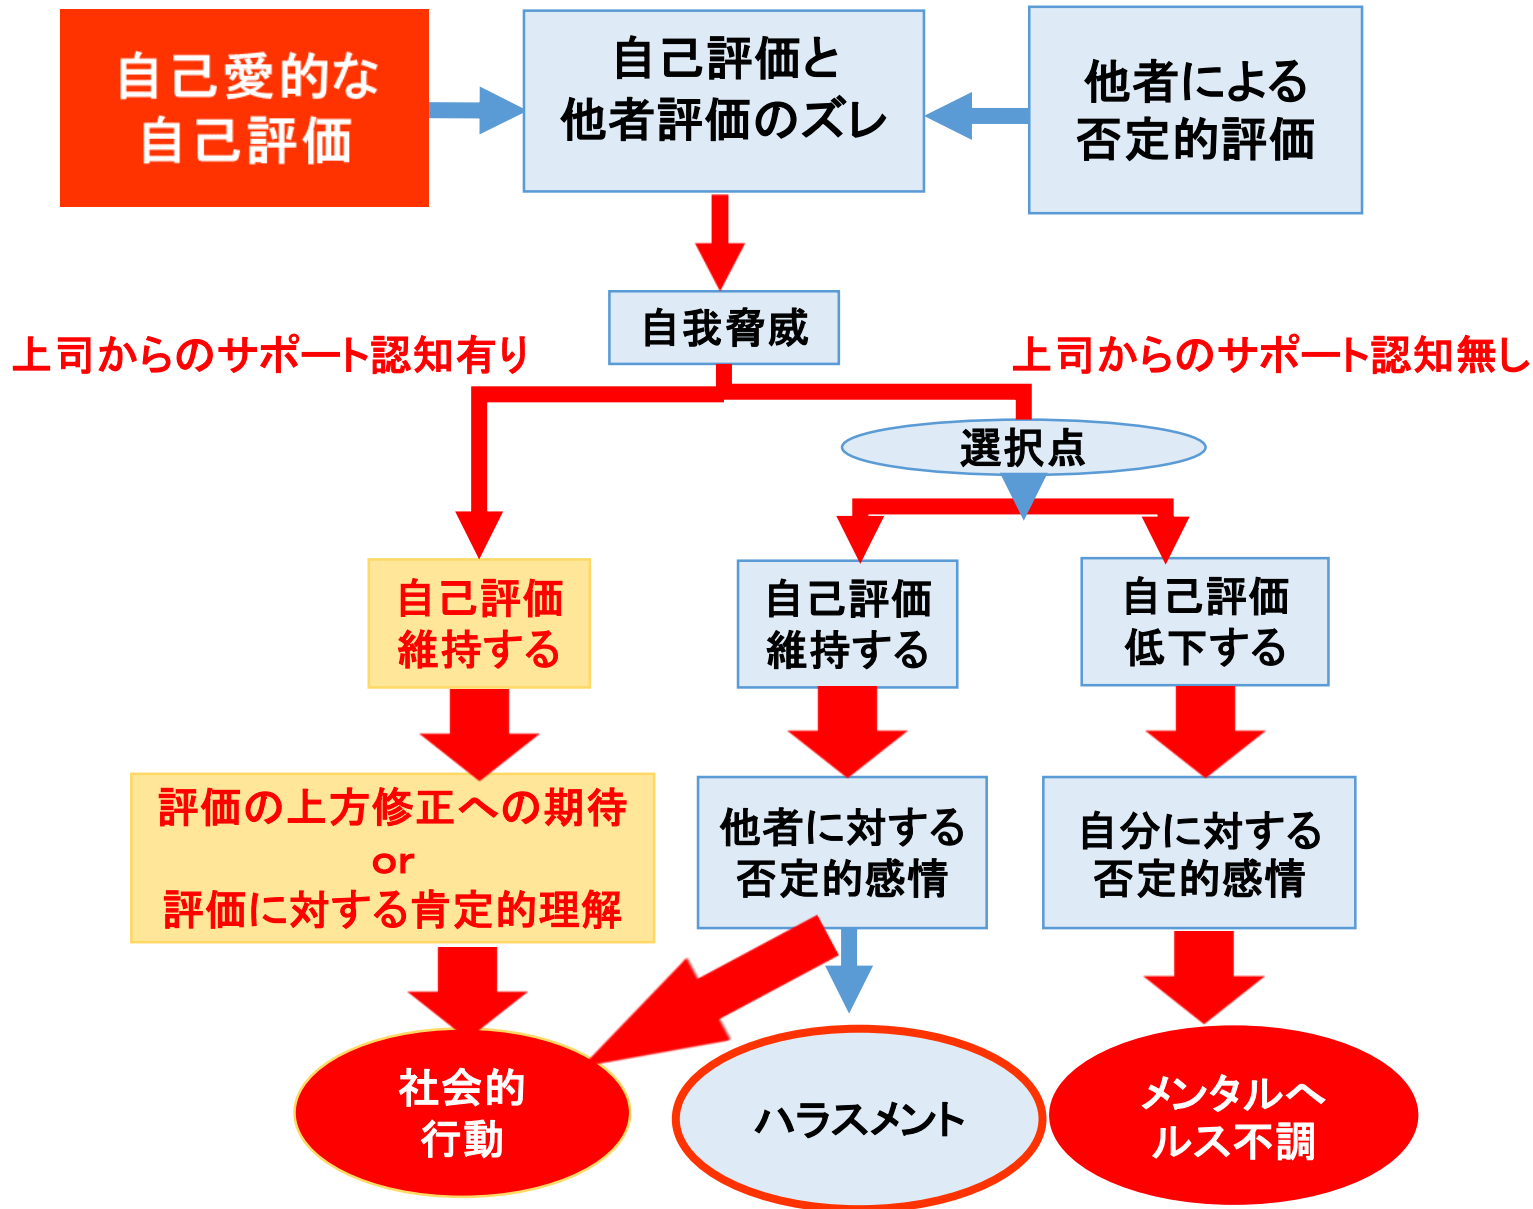 自己愛的な
自己評価
自己評価と
他者評価のズレ
他者による
否定的評価
自我脅威
上司からのサポート認知有り
上司からのサポート認知無し
選択点
自己評価
維持する
自己評価
維持する
自己評価
低下する
評価の上方修正への期待
or
評価に対する肯定的理解
他者に対する
否定的感情
自分に対する
否定的感情
社会的
行動
ハラスメント
メンタルヘ
ルス不調